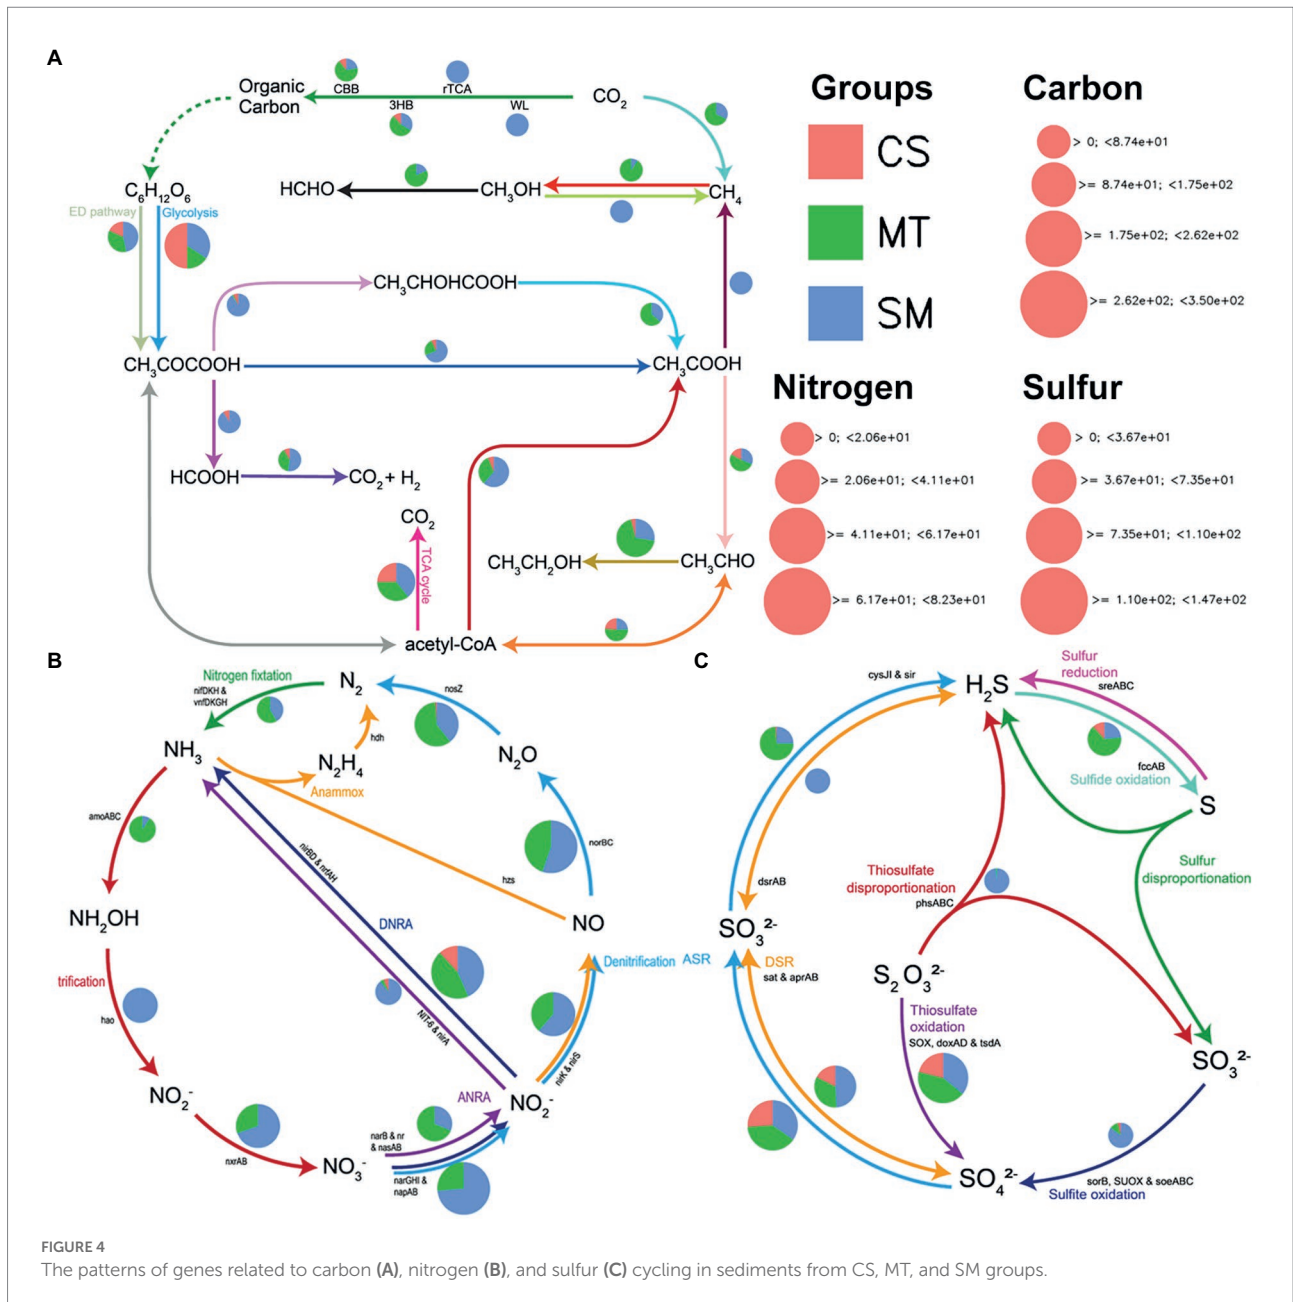 A
Organic
Carbon
CBB
rTCA
3HB
WL
CO2
HCHO
CH3OH
CH4
C6H12O6
ED pathway
Glycolysis
CH3CHOHCOOH
CH3COCOOH
CH3COOH
HCOOH
CO2 + H2
CO2
TCA cycle
CH3CH2OH
CH3CHO
acetyl-CoA
Groups
CS
MT
SM
Carbon
> 0; <8.74e+01
>= 8.74e+01; <1.75e+02
>= 1.75e+02; <2.62e+02
>= 2.62e+02; <3.50e+02
Nitrogen
> 0; <2.06e+01
>= 2.06e+01; <4.11e+01
>= 4.11e+01; <6.17e+01
>= 6.17e+01; <8.23e+01
Sulfur
> 0; <3.67e+01
>= 3.67e+01; <7.35e+01
>= 7.35e+01; <1.10e+02
>= 1.10e+02; <1.47e+02
B
Nitrogen fixtation
nifDKH &
vnfDKGH
N2
nosZ
NH3
hdh
N2H4
Anammox
N2O
amoABC
nirBD & nrfAH
hzs
norBC
NH2OH
DNRA
NO
Denitrification
trification
hao
NIT-6 & nirA
nirK & nirS
NO2-
ANRA
NO2-
nxrAB
NO3-
narB & nr
& nasAB
narGHI &
napAB
C
cysJI & sir
H2S
Sulfur
reduction
sreABC
fccAB
Sulfide oxidation
S
dsrAB
Thiosulfate
disproportionation
phsABC
Sulfur
disproportionation
SO3 2-
ASR
DSR
sat & aprAB
S2O3 2-
Thiosulfate
oxidation
SOX, doxAD & tsdA
SO3 2-
SO4 2-
sorB, SUOX & soeABC
Sulfite oxidation
FIGURE 4
The patterns of genes related to carbon (A), nitrogen (B), and sulfur (C) cycling in sediments from CS, MT, and SM groups.